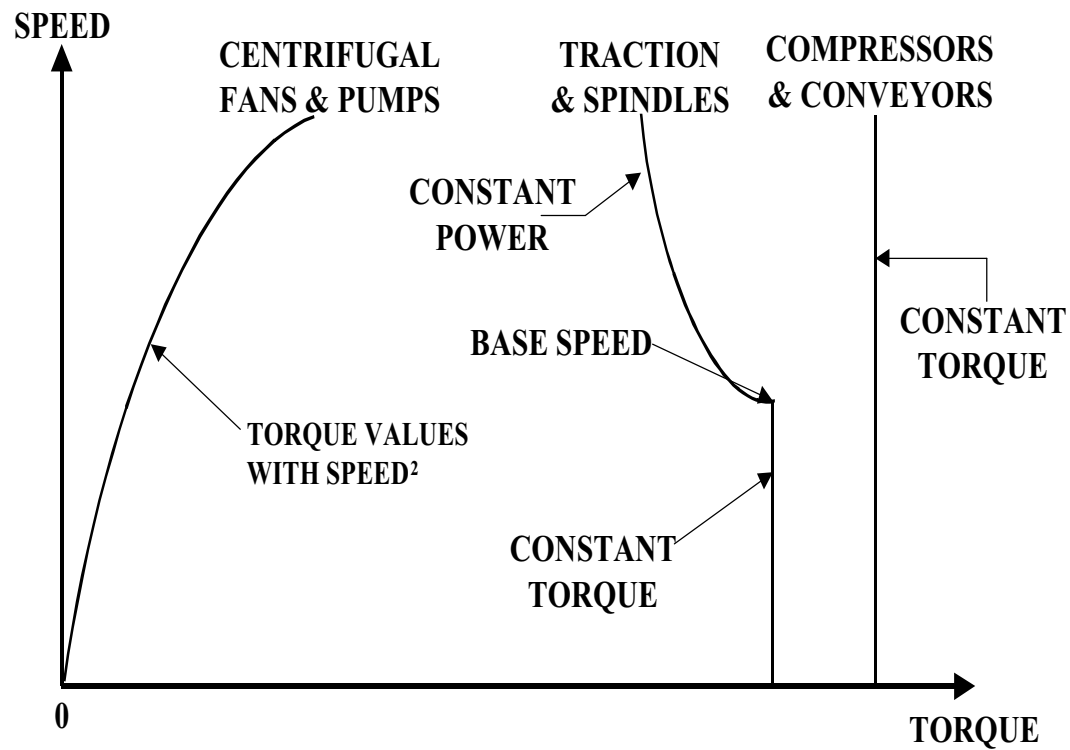 SPEED
CENTRIFUGAL
FANS & PUMPS
TRACTION
& SPINDLES
COMPRESSORS
& CONVEYORS
CONSTANT
POWER
CONSTANT
TORQUE
BASE SPEED
TORQUE VALUES
WITH SPEED²
CONSTANT
TORQUE
0
TORQUE